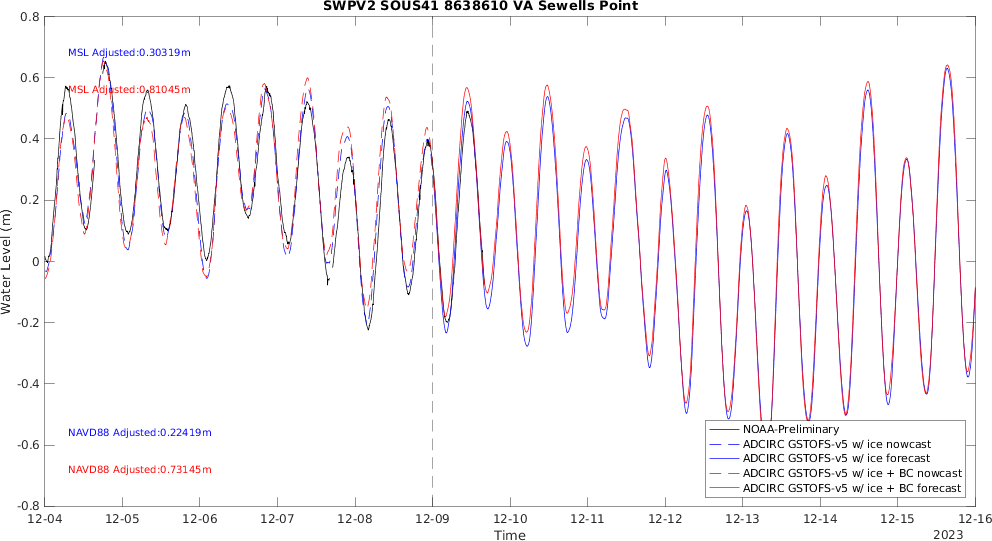 SWPV2 SOUS41 8638610 VA Sewells Point
0.8
MSL Adjusted:0.30319m
0.6
MSL Adjusted:0.81045m
0.4
0.2
0
-0.2
-0.4
-0.6
-0.8
Water Level (m)
NAVD88 Adjusted:0.22419m
NAVD88 Adjusted:0.73145m
NOAA-Preliminary
ADCIRC GSTOFS-v5 w/ ice nowcast
ADCIRC GSTOFS-v5 w/ ice forecast
ADCIRC GSTOFS-v5 w/ ice + BC nowcast
ADCIRC GSTOFS-v5 w/ ice + BC forecast
12-04 12-05 12-06 12-07 12-08 12-09 12-10 12-11 12-12 12-13 12-14 12-15 12-16
Time
2023